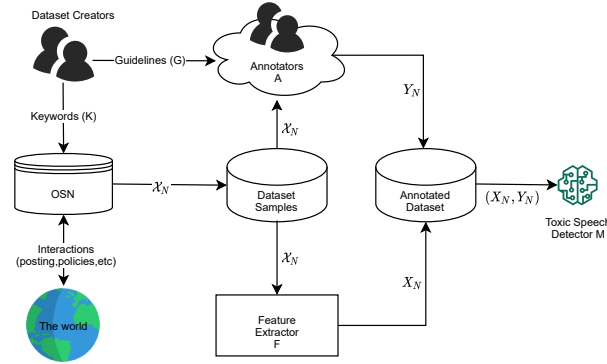 Dataset Creators
Guidelines (G)
Annotators
A
Keywords (K)
𝒳_N
Y_N
OSN
𝒳_N
Dataset
Samples
Annotated
Dataset
(X_N, Y_N)
Toxic Speech
Detector M
Interactions
(posting,policies,etc)
𝒳_N
X_N
The world
Feature
Extractor
F